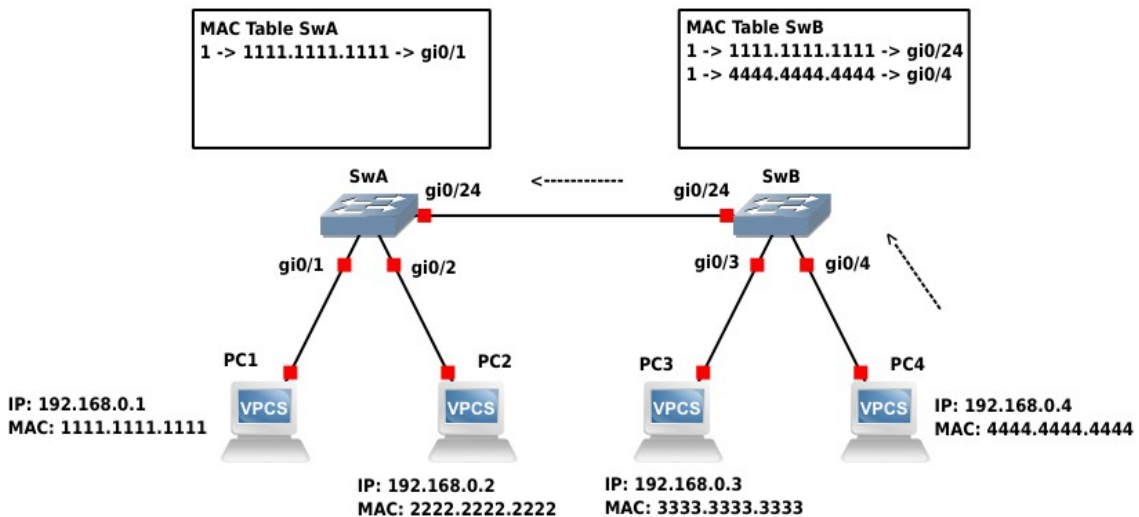 MAC Table SwA
1 -> 1111.1111.1111 -> gi0/1
MAC Table SwB
1 -> 1111.1111.1111 -> gi0/24
1 -> 4444.4444.4444 -> gi0/4
SwA
gi0/24
gi0/24
SwB
gi0/1
gi0/2
gi0/3
gi0/4
PC1
PC2
PC3
PC4
VPCS
VPCS
VPCS
VPCS
IP: 192.168.0.1
MAC: 1111.1111.1111
IP: 192.168.0.4
MAC: 4444.4444.4444
IP: 192.168.0.2
MAC: 2222.2222.2222
IP: 192.168.0.3
MAC: 3333.3333.3333